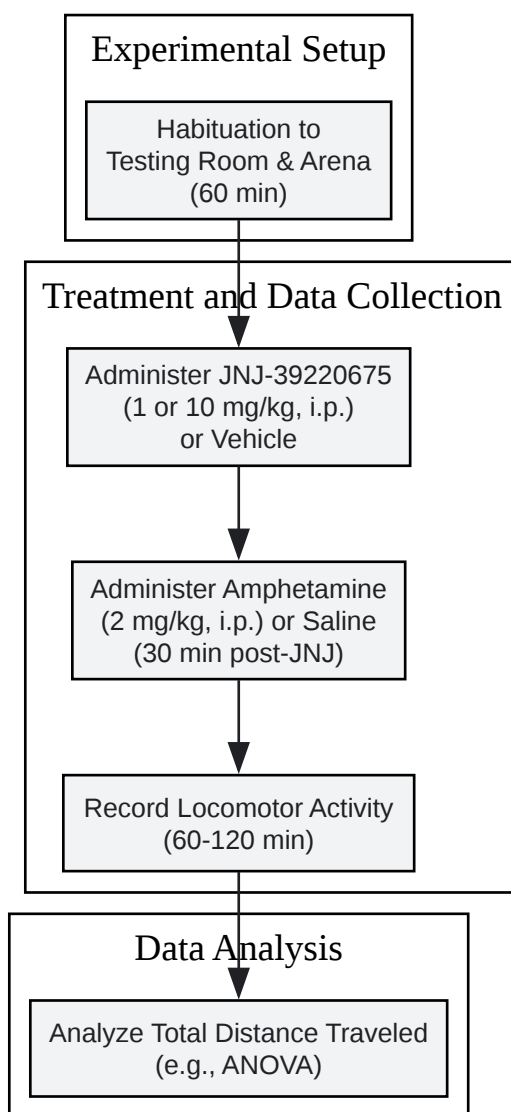 Experimental Setup
Habituation to
Testing Room & Arena
(60 min)
Treatment and Data Collection
Administer JNJ-39220675
(1 or 10 mg/kg, i.p.)
or Vehicle
Administer Amphetamine
(2 mg/kg, i.p.) or Saline
(30 min post-JNJ)
Record Locomotor Activity
(60-120 min)
Data Analysis
Analyze Total Distance Traveled
(e.g., ANOVA)